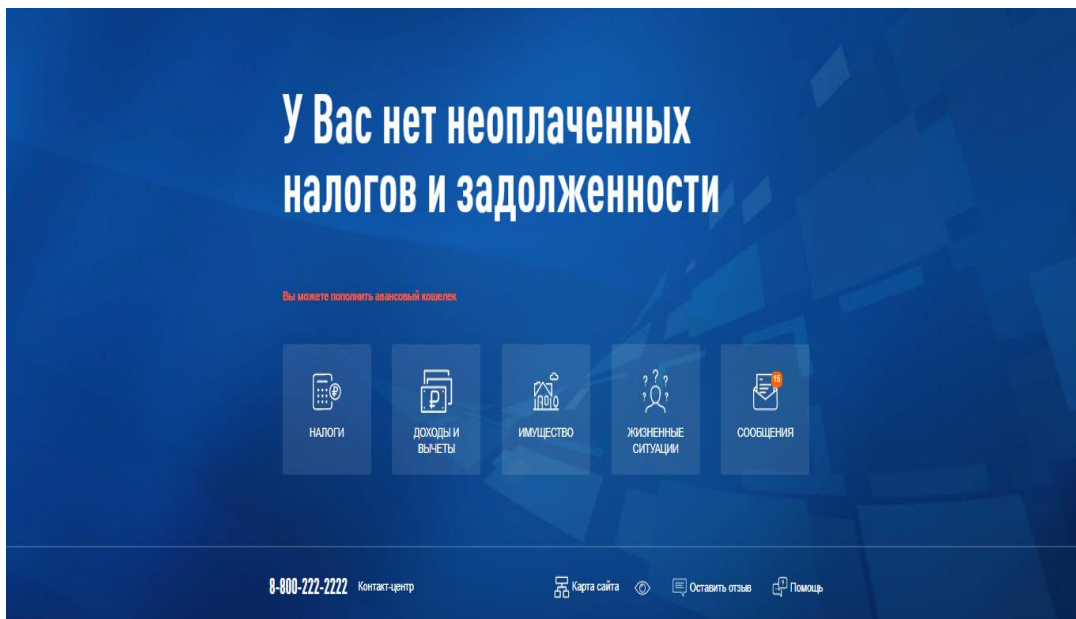 У Вас нет неоплаченных
налогов и задолженности
Вы можете пополнить авансовый кошелек
НАЛОГИ
ДОХОДЫ И
ВЫЧЕТЫ
ИМУЩЕСТВО
ЖИЗНЕННЫЕ
СИТУАЦИИ
16
СООБЩЕНИЯ
8-800-222-2222 Контакт-центр Карта сайта Оставить отзыв Помощь